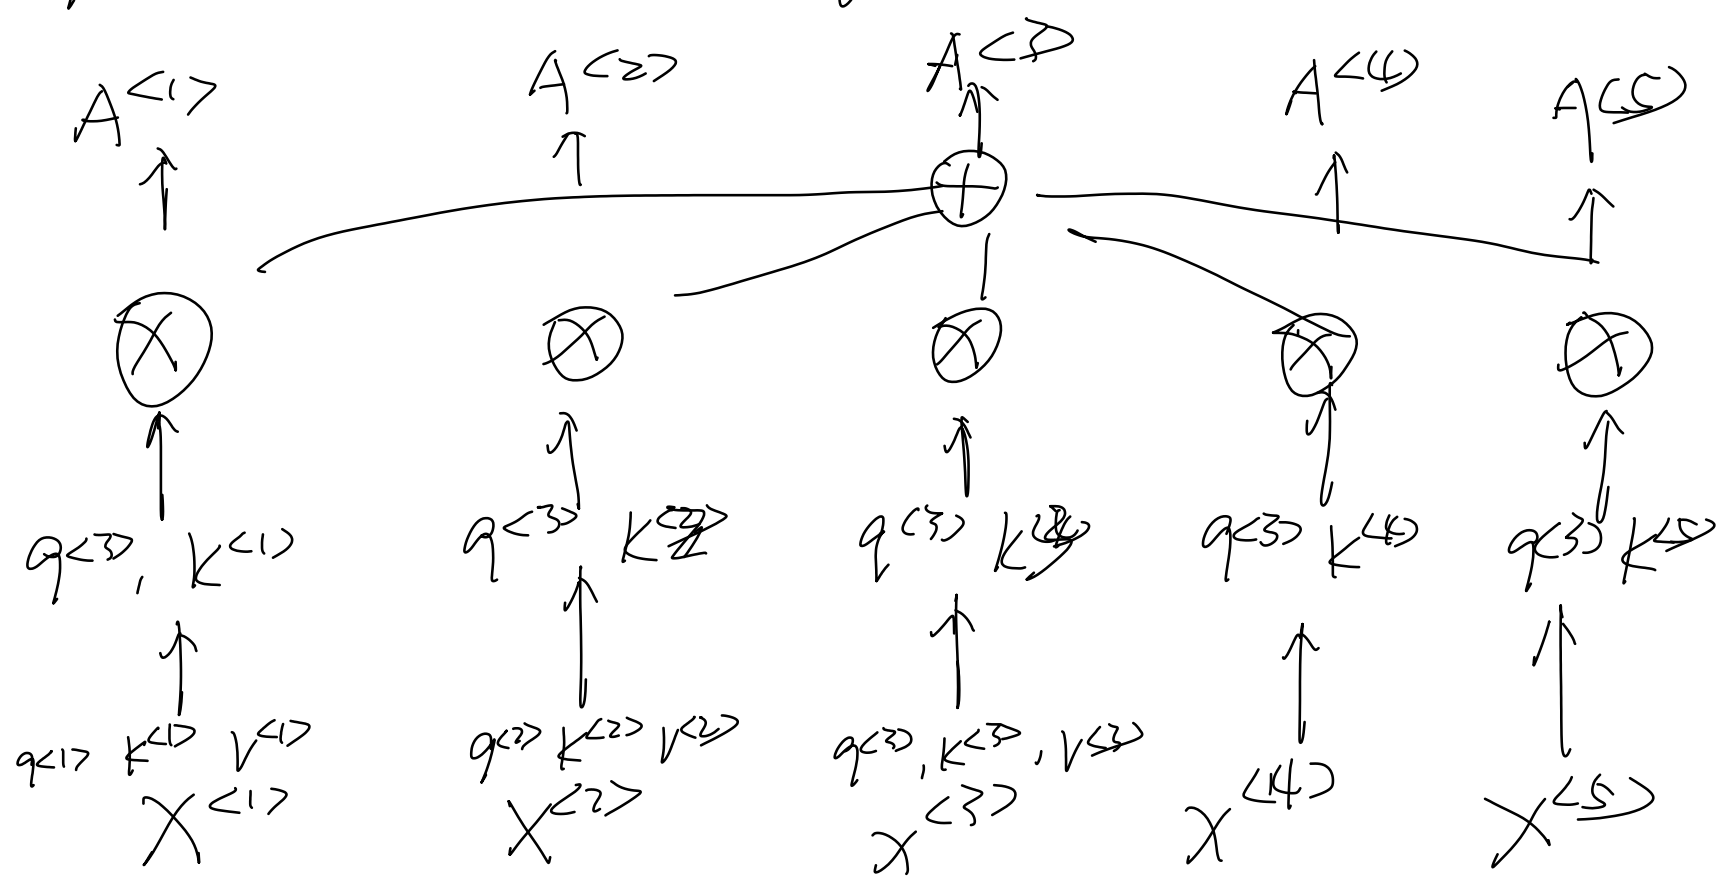 A<1> A<2> A<3> A<4> A<5>
q<3>, K<1> q<3> K<2> q<3> q<3> K<4> q<3> K<5>
q<1> K<1> V<1> q<2> K<2> V<2> q<3>, K<3>, V<3>
X<1> X<2> X<3> X<4> X<5>